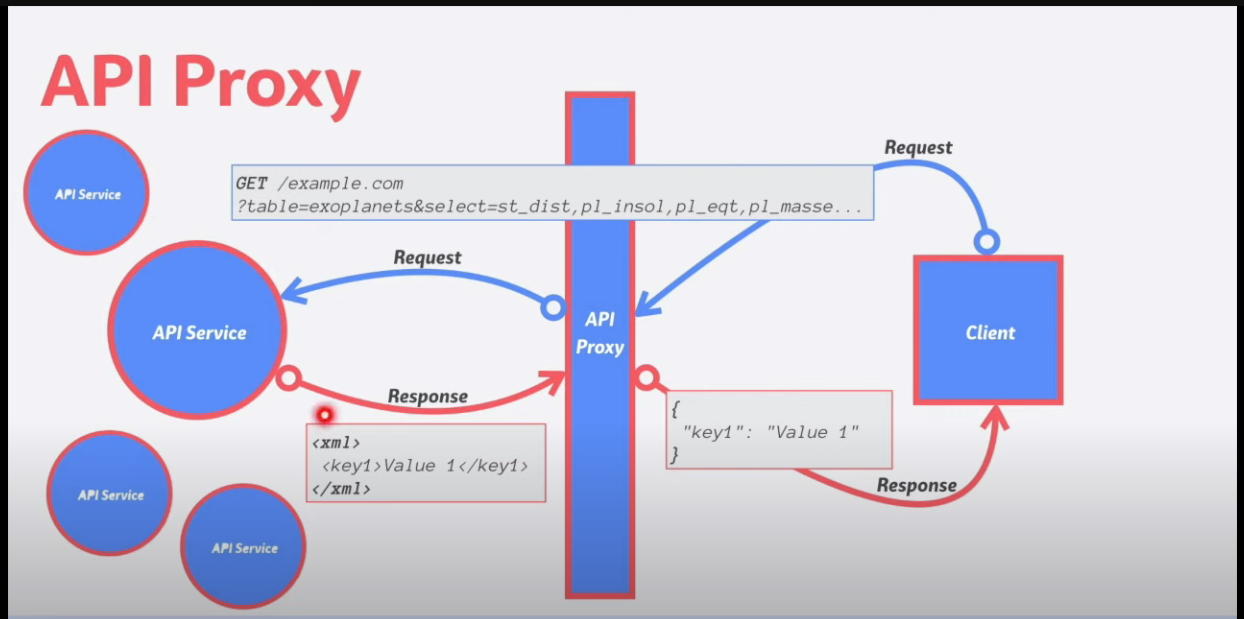 API Proxy
Request
GET /example.com
?table=exoplanets&select=st_dist,pl_insol,pl_eqt,pl_masse...
API Service
Request
API Service
API
Proxy
Client
Response
<xml>
<key1>Value 1</key1>
</xml>
{
"key1": "Value 1"
}
Response
API Service
API Service